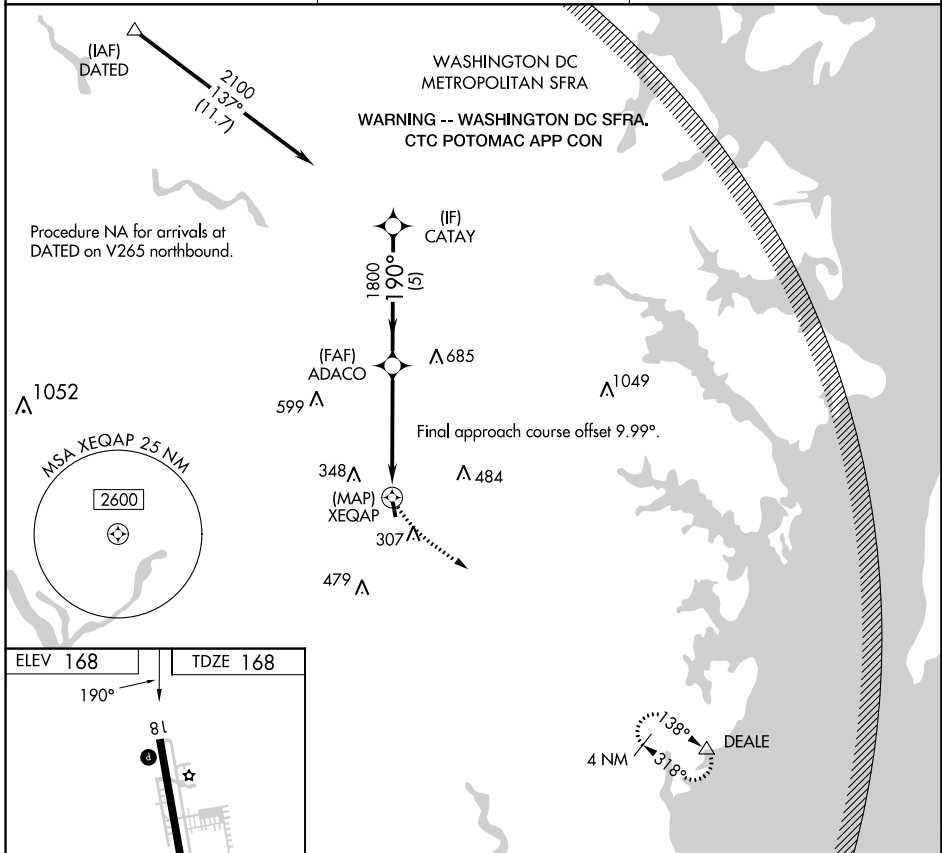 (IAF)
DATED
2100
137°
(11.7)
WASHINGTON DC
METROPOLITAN SFRA
WARNING -- WASHINGTON DC SFRA.
CTC POTOMAC APP CON
Procedure NA for arrivals at
DATED on V265 northbound.
(IF)
CATAY
1800
190°
(5)
(FAF)
ADACO
685
1052
599
1049
Final approach course offset 9.99°.
MSA XEQAP 25 NM
2600
348
484
(MAP)
XEQAP
307
479
ELEV 168
TDZE 168
190°
18
P
138°
DEALE
4 NM
318°